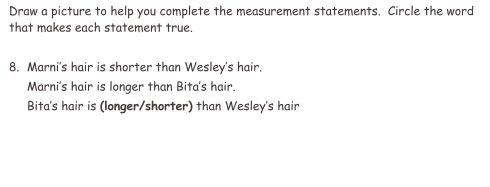 Draw a picture to help you complete the measurement statements.  Circle the word
that makes each statement true.
8.  Marni's hair is shorter than Wesley's hair.
Marni's hair is longer than Bita's hair.
Bita's hair is (longer/shorter) than Wesley's hair